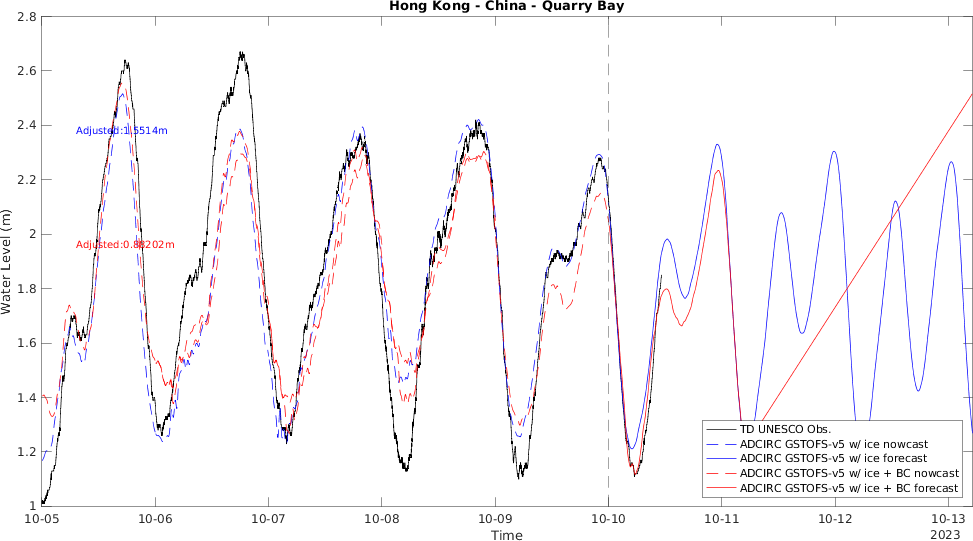 Hong Kong - China - Quarry Bay
2.8
2.6
2.4
2.2
2
1.8
1.6
1.4
1.2
1
Water Level (m)
Adjusted:1.5514m
Adjusted:0.88202m
TD UNESCO Obs.
ADCIRC GSTOFS-v5 w/ ice nowcast
ADCIRC GSTOFS-v5 w/ ice forecast
ADCIRC GSTOFS-v5 w/ ice + BC nowcast
ADCIRC GSTOFS-v5 w/ ice + BC forecast
10-05 10-06 10-07 10-08 10-09 10-10 10-11 10-12 10-13
2023
Time